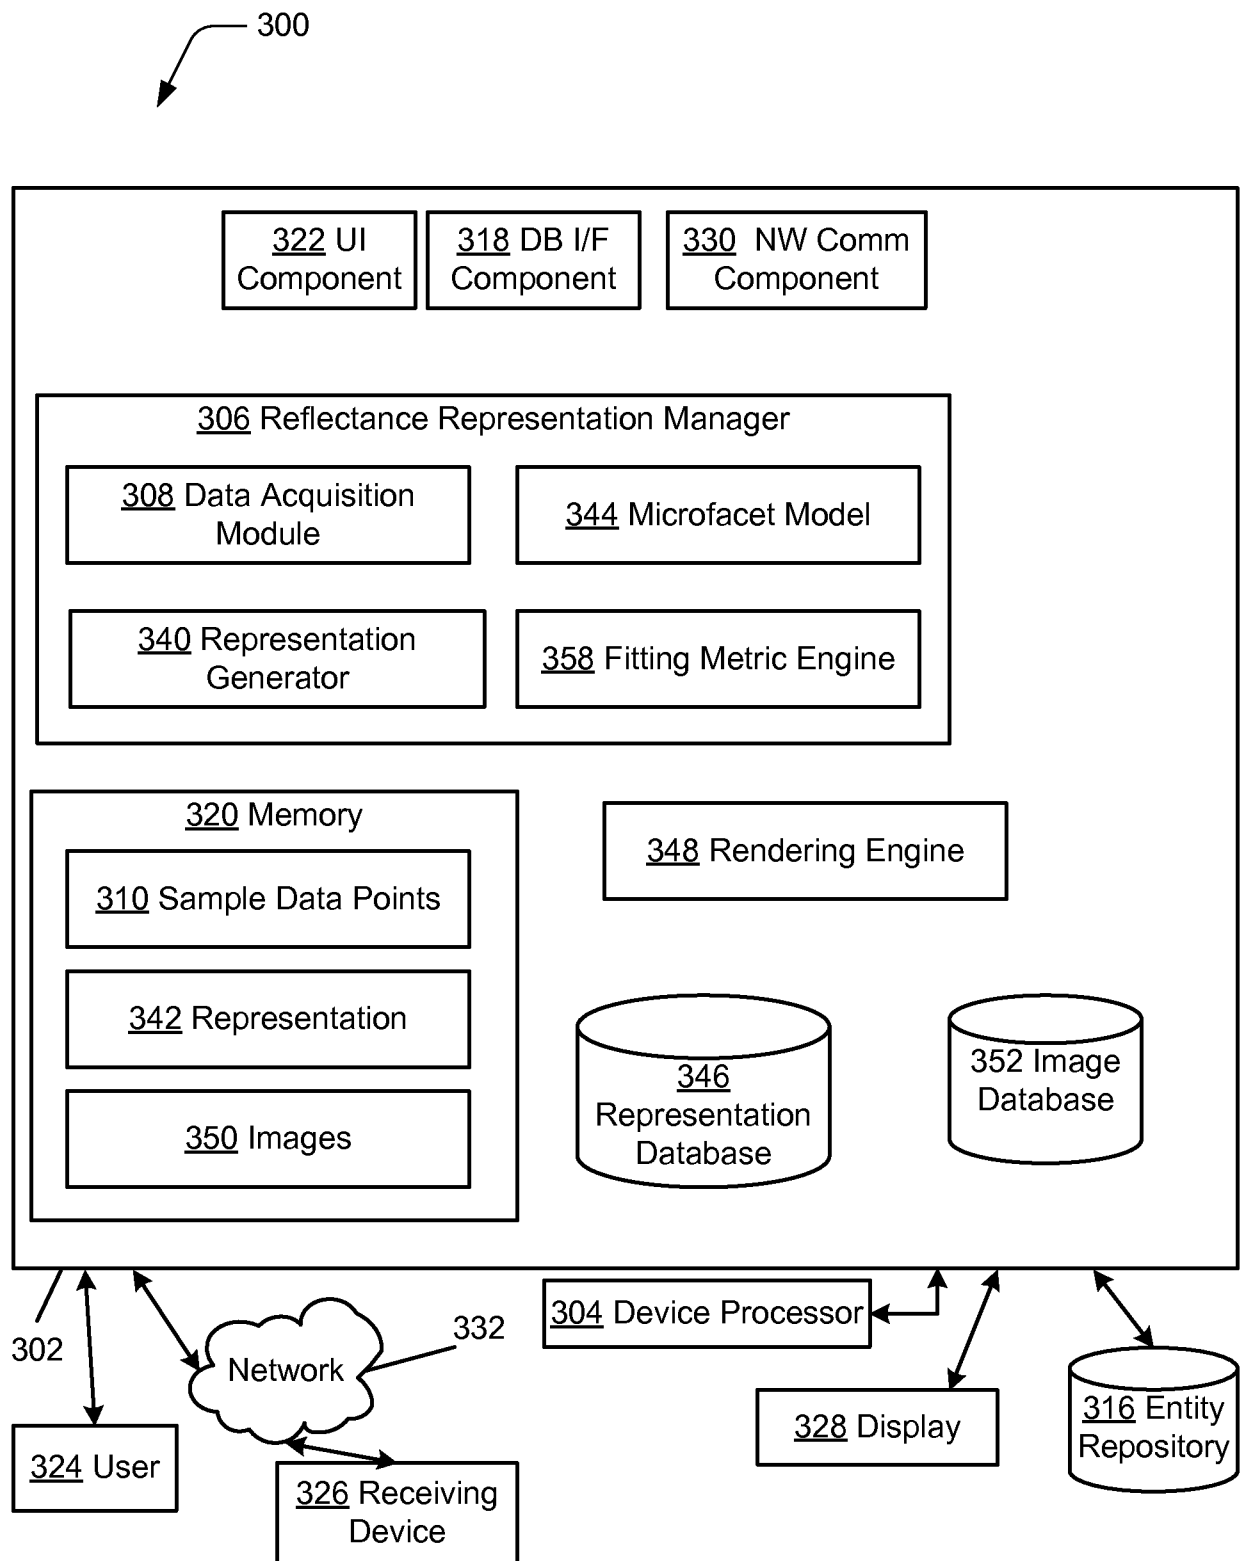 300
322 UI
Component
318 DB I/F
Component
330 NW Comm
Component
306 Reflectance Representation Manager
308 Data Acquisition
Module
344 Microfacet Model
340 Representation
Generator
358 Fitting Metric Engine
320 Memory
310 Sample Data Points
342 Representation
350 Images
348 Rendering Engine
346
Representation
Database
352 Image
Database
302
332
Network
304 Device Processor
324 User
326 Receiving
Device
328 Display
316 Entity
Repository